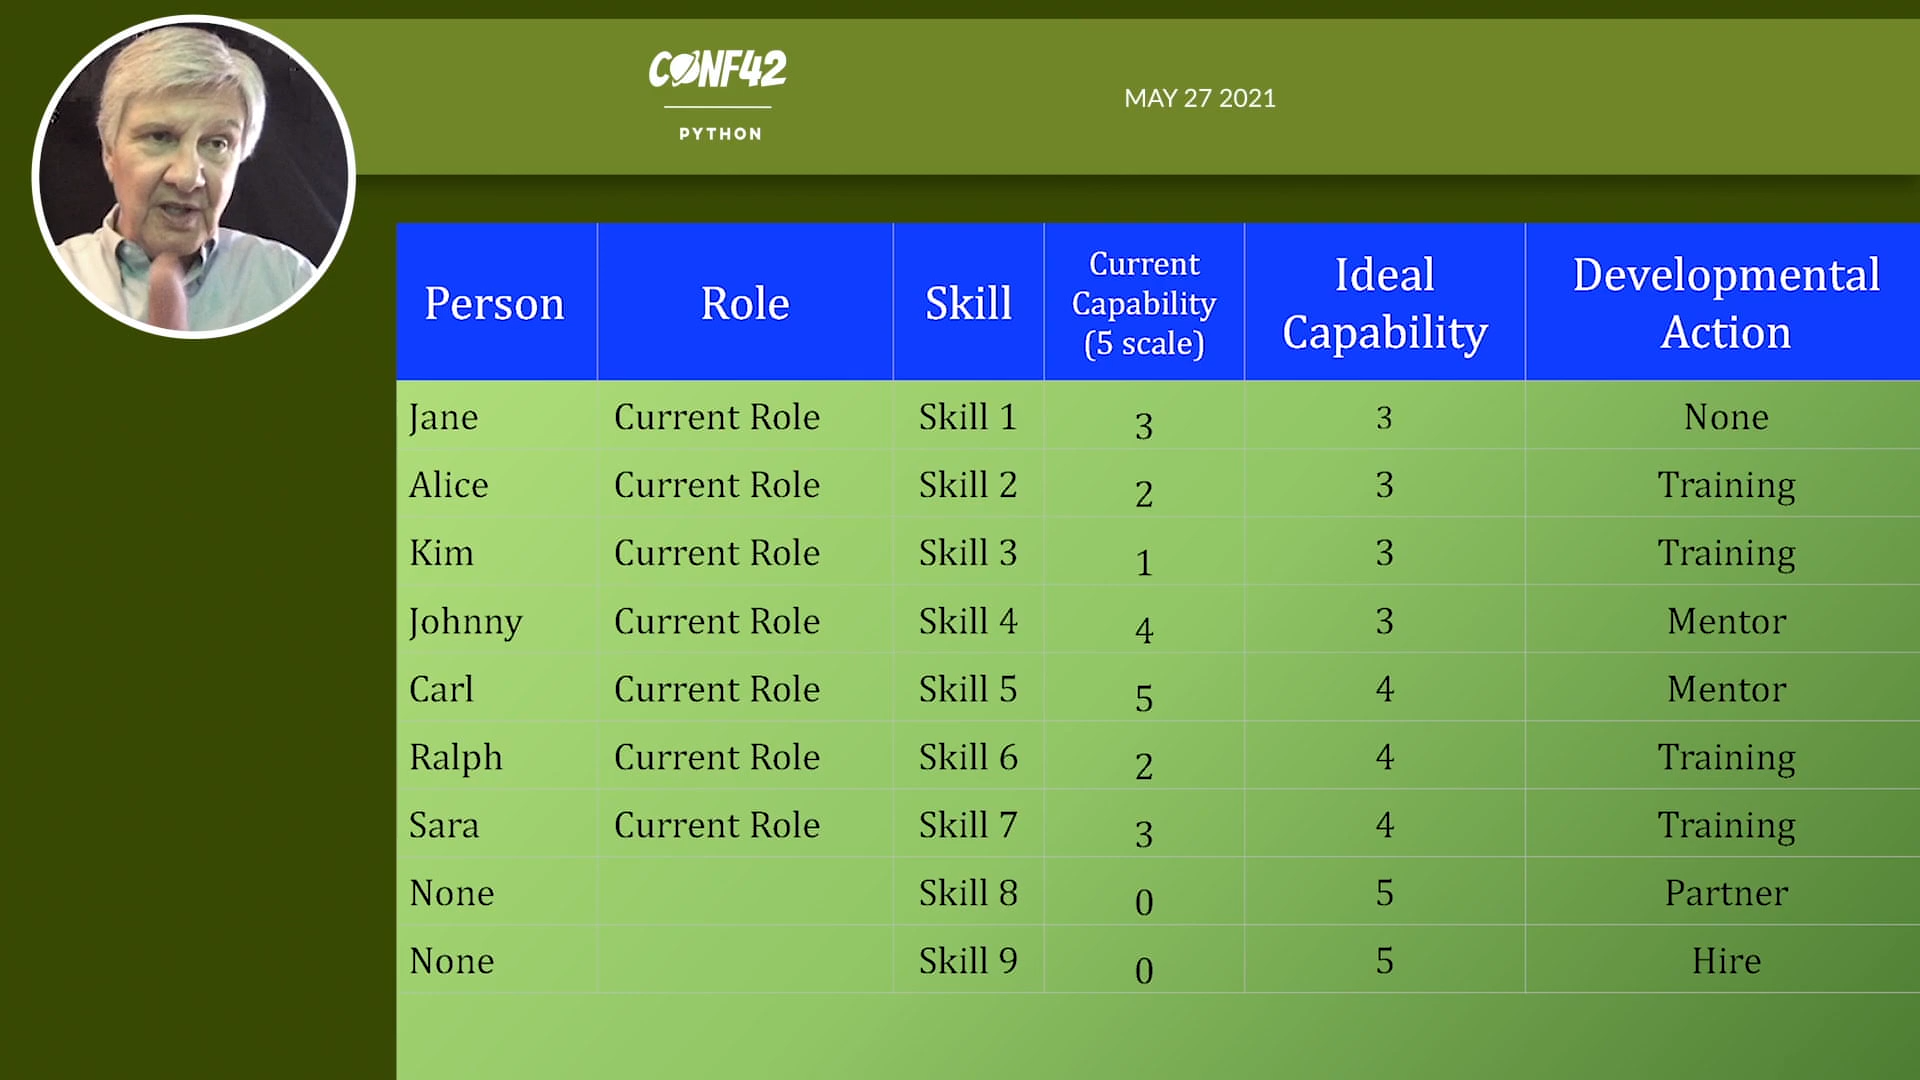 CONF42
PYTHON
MAY 27 2021
Person Role Skill Current Capability (5 scale) Ideal Capability Developmental Action
Jane Current Role Skill 1 3 3 None
Alice Current Role Skill 2 2 3 Training
Kim Current Role Skill 3 1 3 Training
Johnny Current Role Skill 4 4 3 Mentor
Carl Current Role Skill 5 5 4 Mentor
Ralph Current Role Skill 6 2 4 Training
Sara Current Role Skill 7 3 4 Training
None Skill 8 0 5 Partner
None Skill 9 0 5 Hire